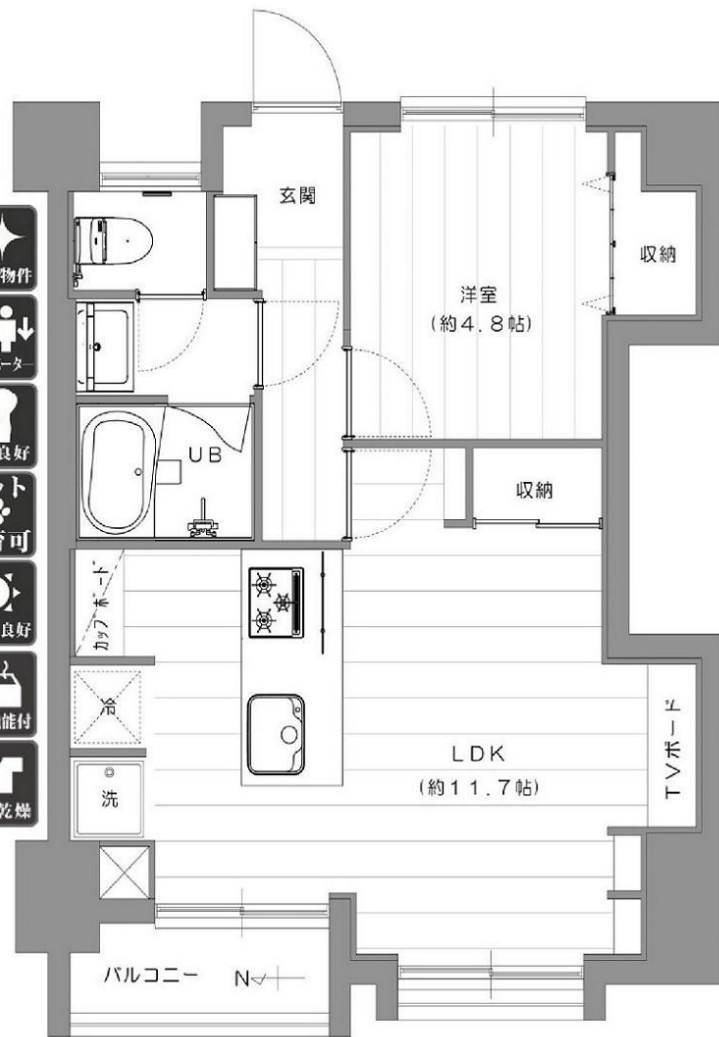 玄関
収納
洋室
(約4.8帖)
UB
収納
カップボード
冷
LDK
(約11.7帖)
TVボード
洗
バルコニー
N
物件
良好
可
良好
能付
乾燥